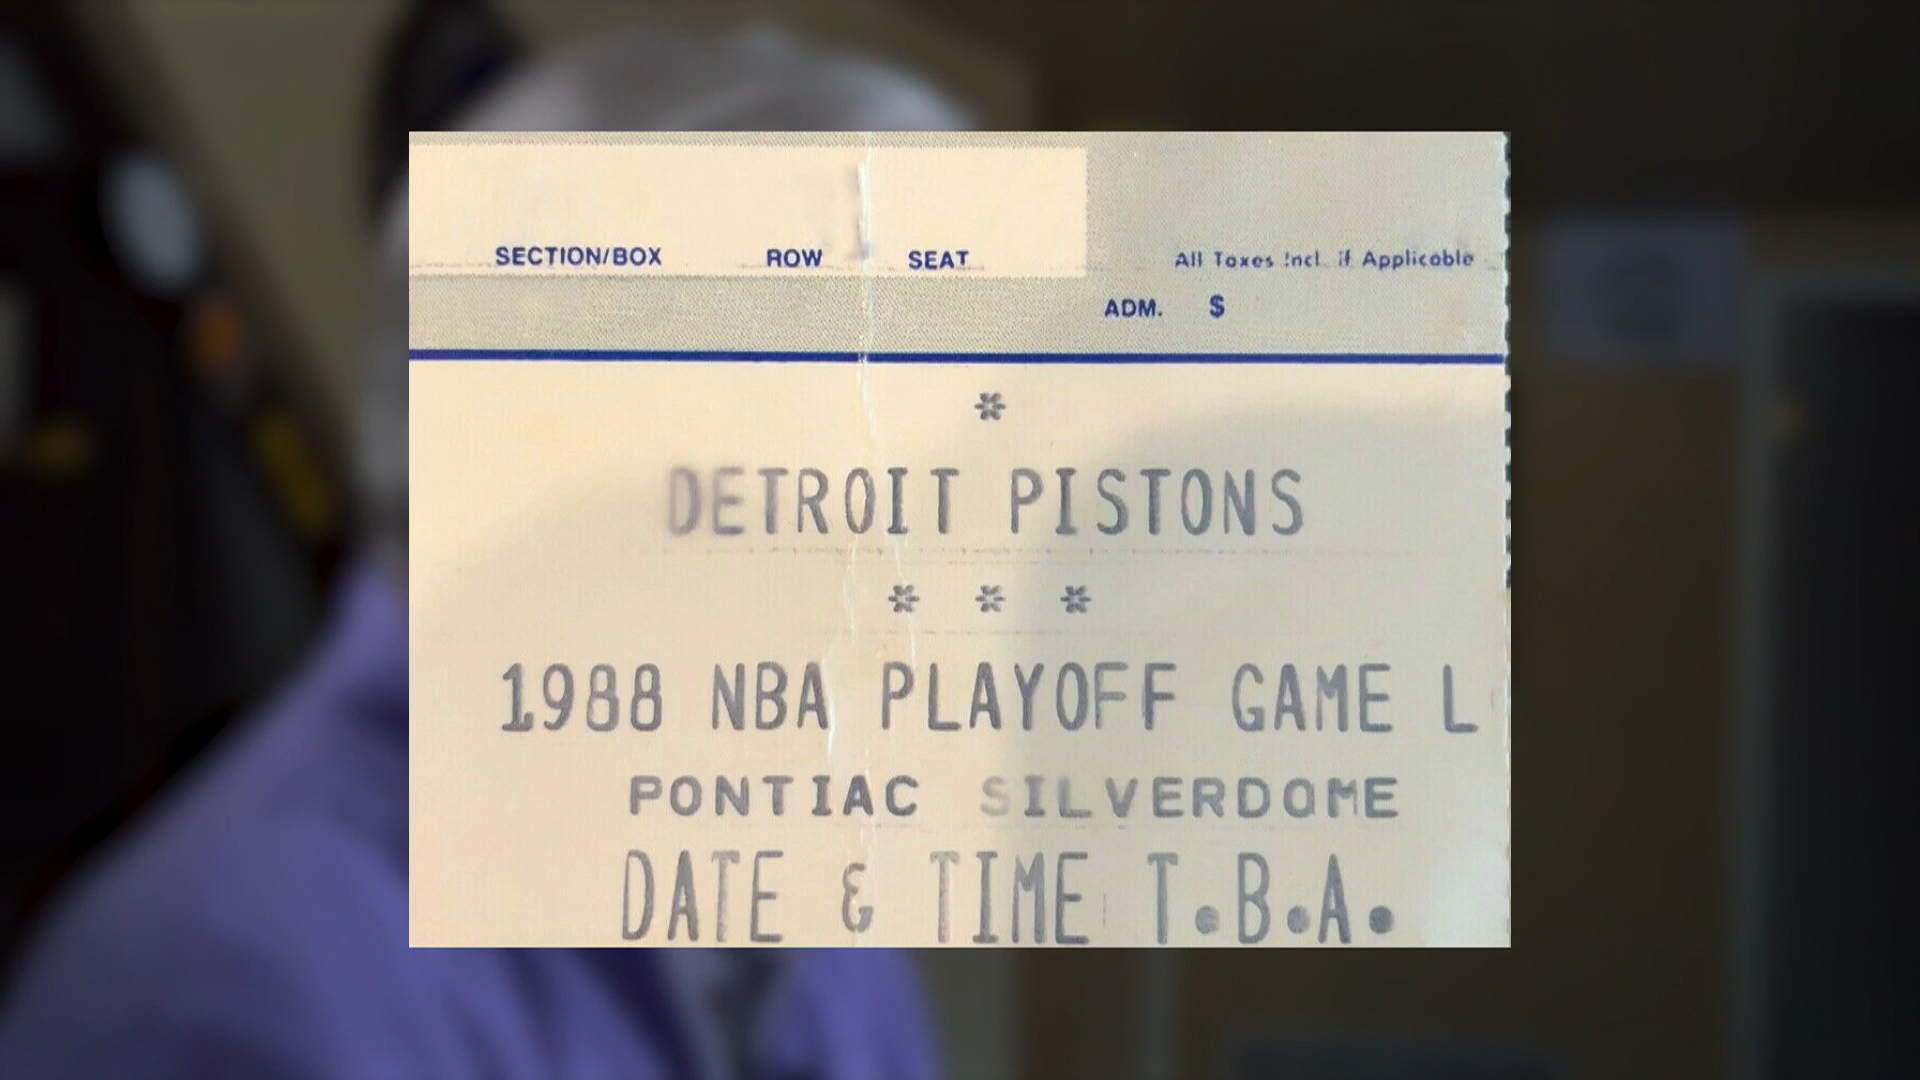 SECTION/BOX ROW SEAT All Taxes Incl. if Applicable
ADM. $
*
DETROIT PISTONS
* * *
1988 NBA PLAYOFF GAME L
PONTIAC SILVERDOME
DATE & TIME T.B.A.